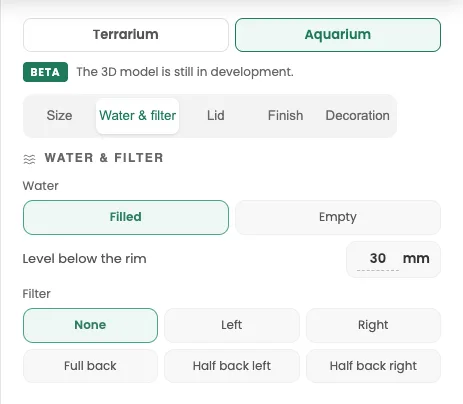 Terrarium Aquarium
BETA The 3D model is still in development.
Size Water & filter Lid Finish Decoration
WATER & FILTER
Water
Filled Empty
Level below the rim 30 mm
Filter
None Left Right
Full back Half back left Half back right